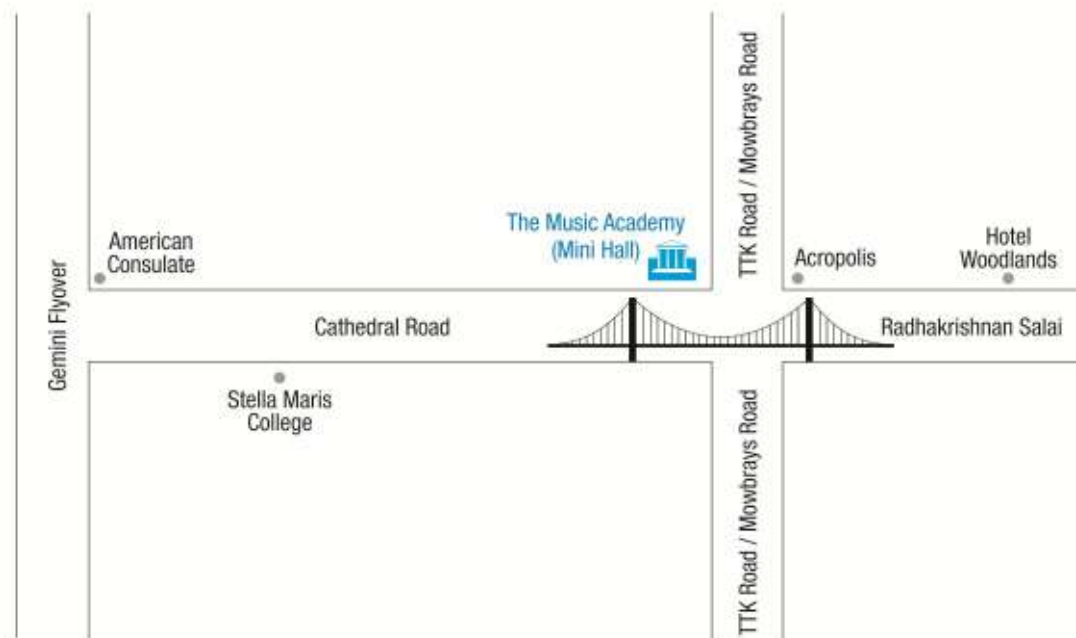 TTK Road / Mowbrays Road
The Music Academy
(Mini Hall)
American
Consulate
Acropolis
Hotel
Woodlands
Gemini Flyover
Cathedral Road
Radhakrishnan Salai
Stella Maris
College
TTK Road / Mowbrays Road